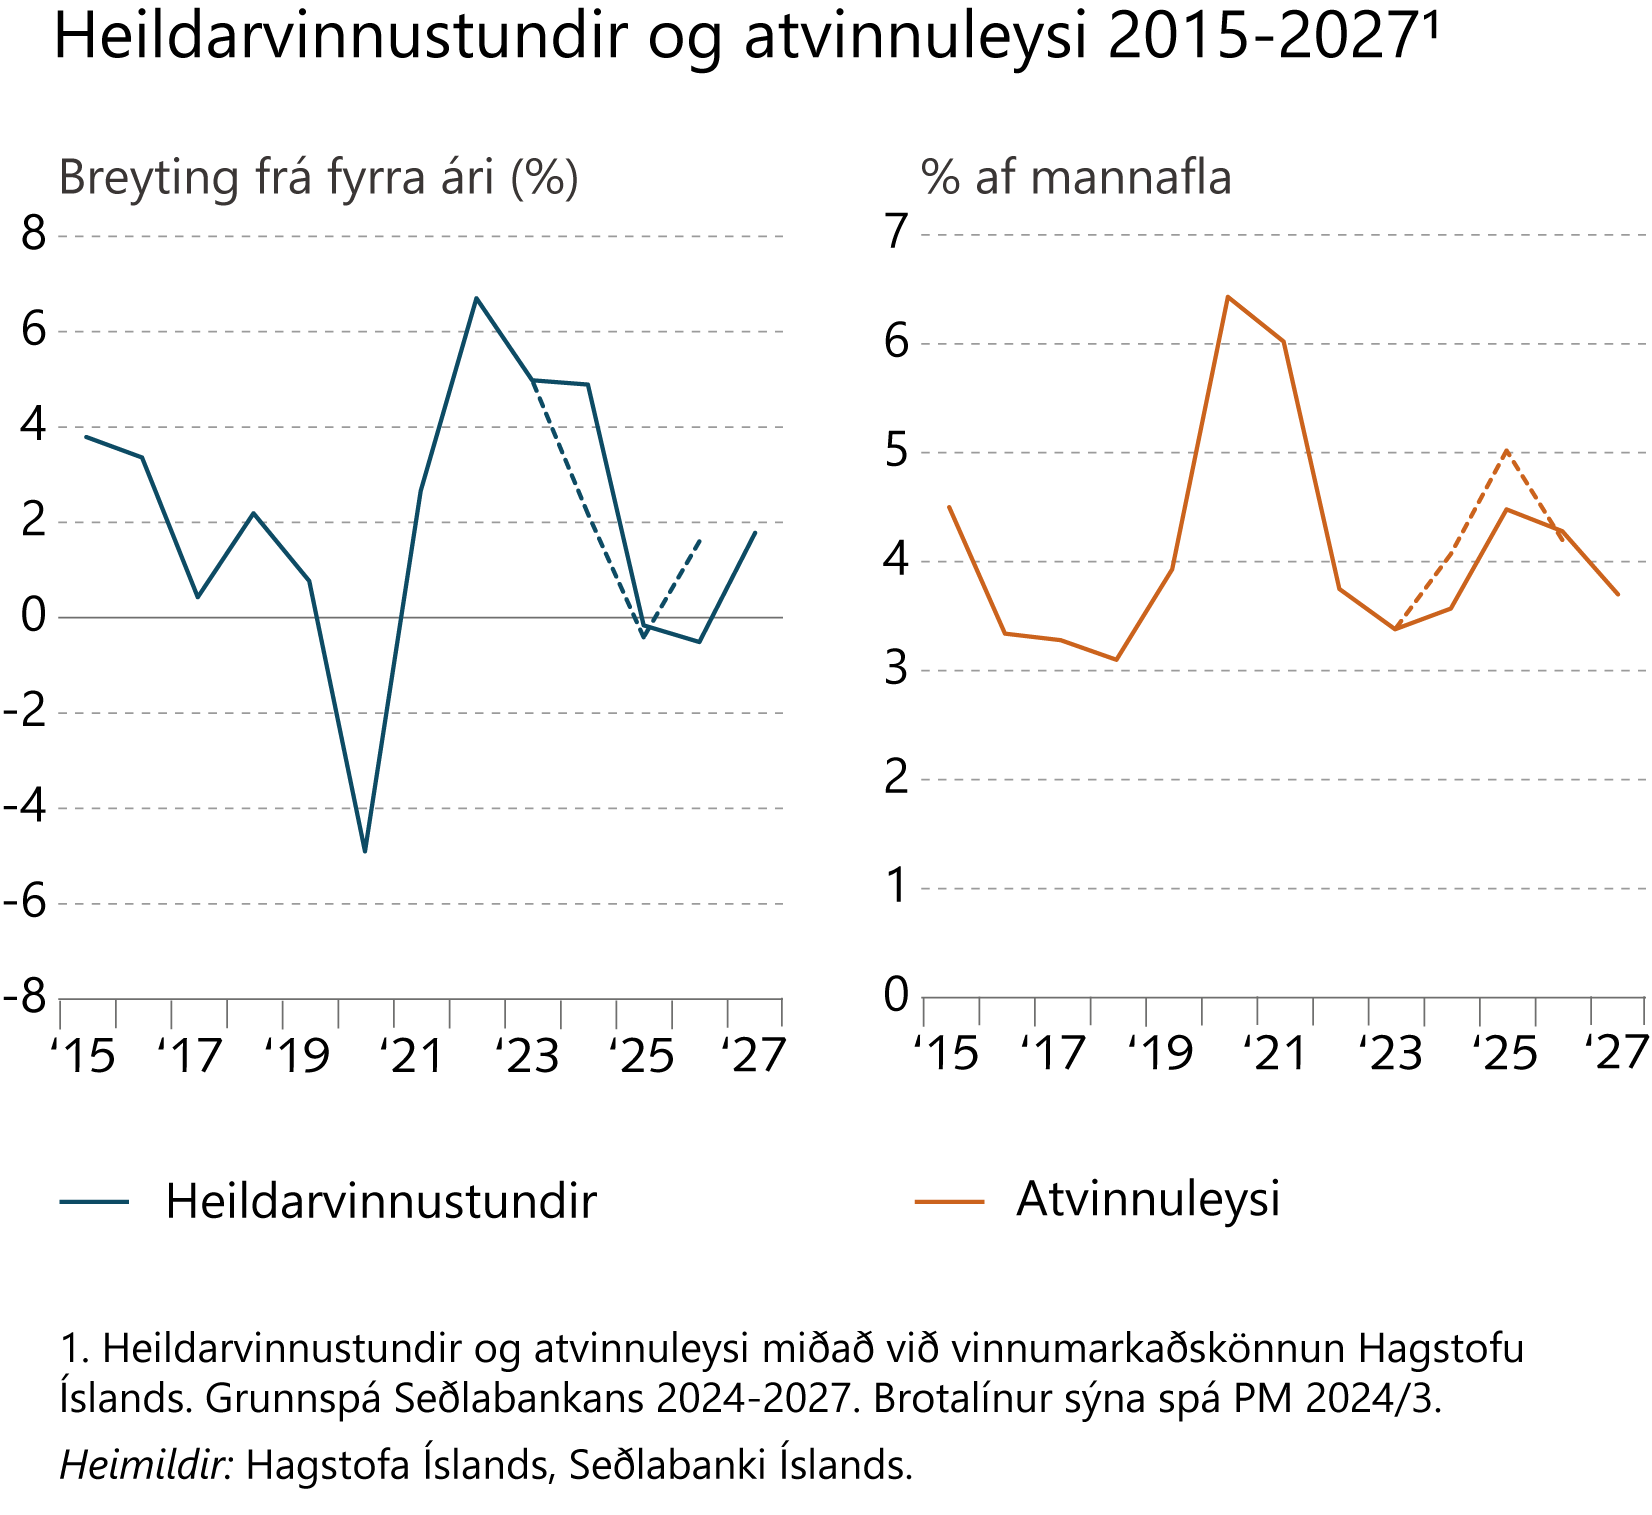 Heildarvinnustundir og atvinnuleysi 2015-2027¹
Breyting frá fyrra ári (%)
8
6
4
2
0
-2
-4
-6
-8
‘15 ‘17 ‘19 ‘21 ‘23 ‘25 ‘27
Heildarvinnustundir
% af mannafla
7
6
5
4
3
2
1
0
‘15 ‘17 ‘19 ‘21 ‘23 ‘25 ‘27
Atvinnuleysi
1. Heildarvinnustundir og atvinnuleysi miðað við vinnumarkaðskönnun Hagstofu
Íslands. Grunnspá Seðlabankans 2024-2027. Brotalínur sýna spá PM 2024/3.
Heimildir: Hagstofa Íslands, Seðlabanki Íslands.